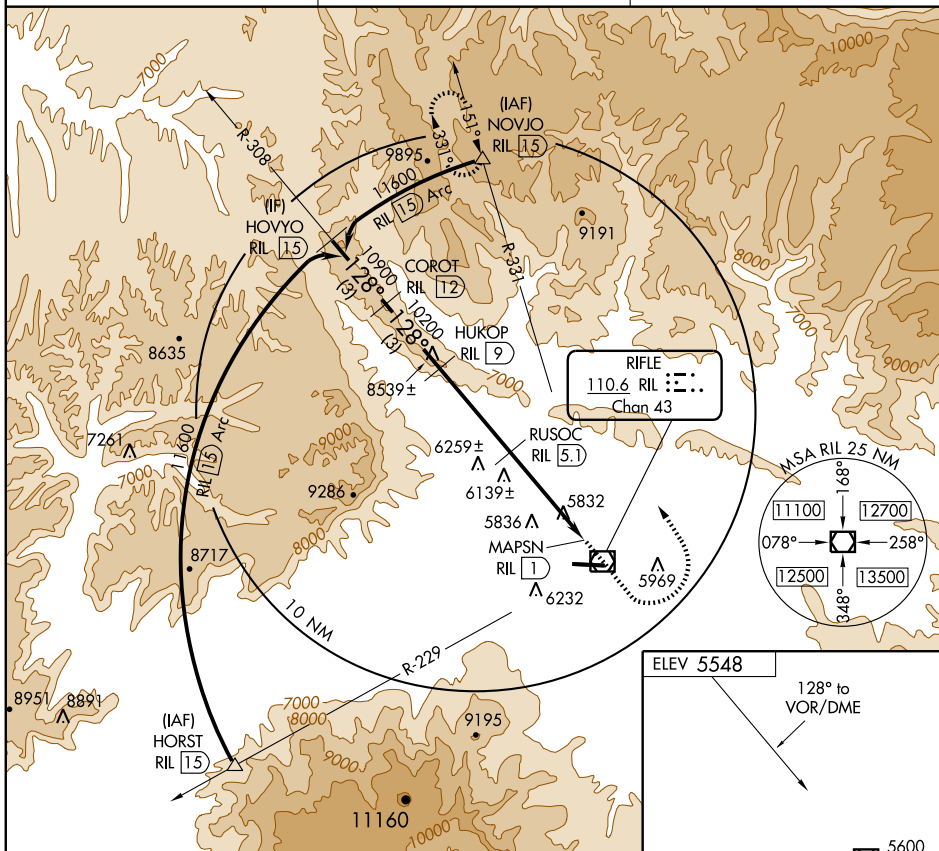 7000
10000
R-308
151°
331°
(IAF)
NOVJO
RIL 15
9895
11600
RIL 15 Arc
(IF)
HOVYO
RIL 15
9191
R-331
8000
7000
9000
10900
128°
(3)
COROT
RIL 12
10200
128°
(3)
HUKOP
RIL 9
8635
8539±
7000
RIFLE
110.6 RIL
Chan 43
7261
7000
11600
RIL 15 Arc
9000
9286
8000
6259±
6139±
RUSOC
RIL 5.1
5836
5832
MAPSN
RIL 1
5969
6232
8717
MSA RIL 25 NM
168°
11100
12700
078°
258°
12500
13500
348°
10 NM
R-229
ELEV 5548
128° to
VOR/DME
5600
8951
8891
(IAF)
HORST
RIL 15
7000
8000
9000
9195
11160
10000